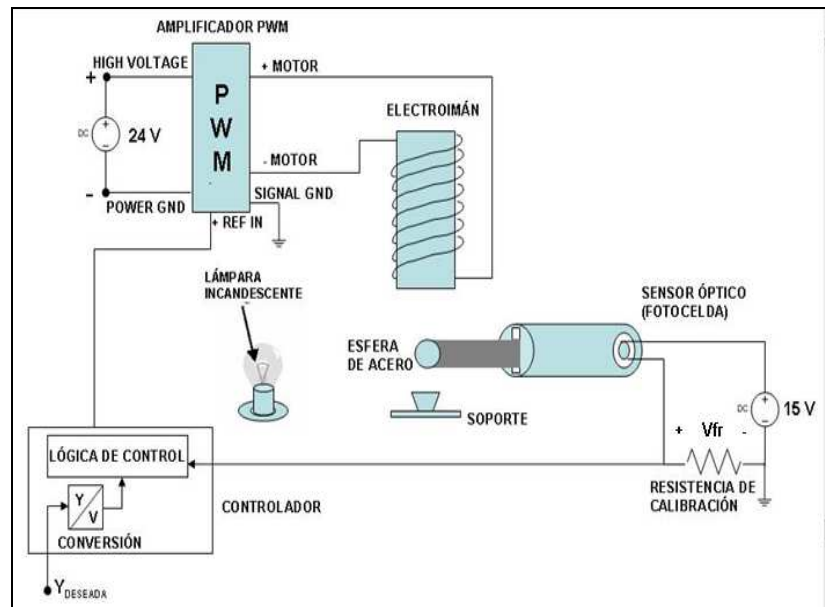 AMPLIFICADOR PWM
HIGH VOLTAGE
+ MOTOR
+
P
W
M
ELECTROIMÁN
DC
+
-
24 V
- MOTOR
-
POWER GND
SIGNAL GND
+ REF IN
LÁMPARA
INCANDESCENTE
SENSOR ÓPTICO
(FOTOCELDA)
ESFERA
DE ACERO
SOPORTE
DC
+
-
15 V
+ Vfr -
RESISTENCIA DE
CALIBRACIÓN
LÓGICA DE CONTROL
CONTROLADOR
Y
V
CONVERSIÓN
Y DESEADA